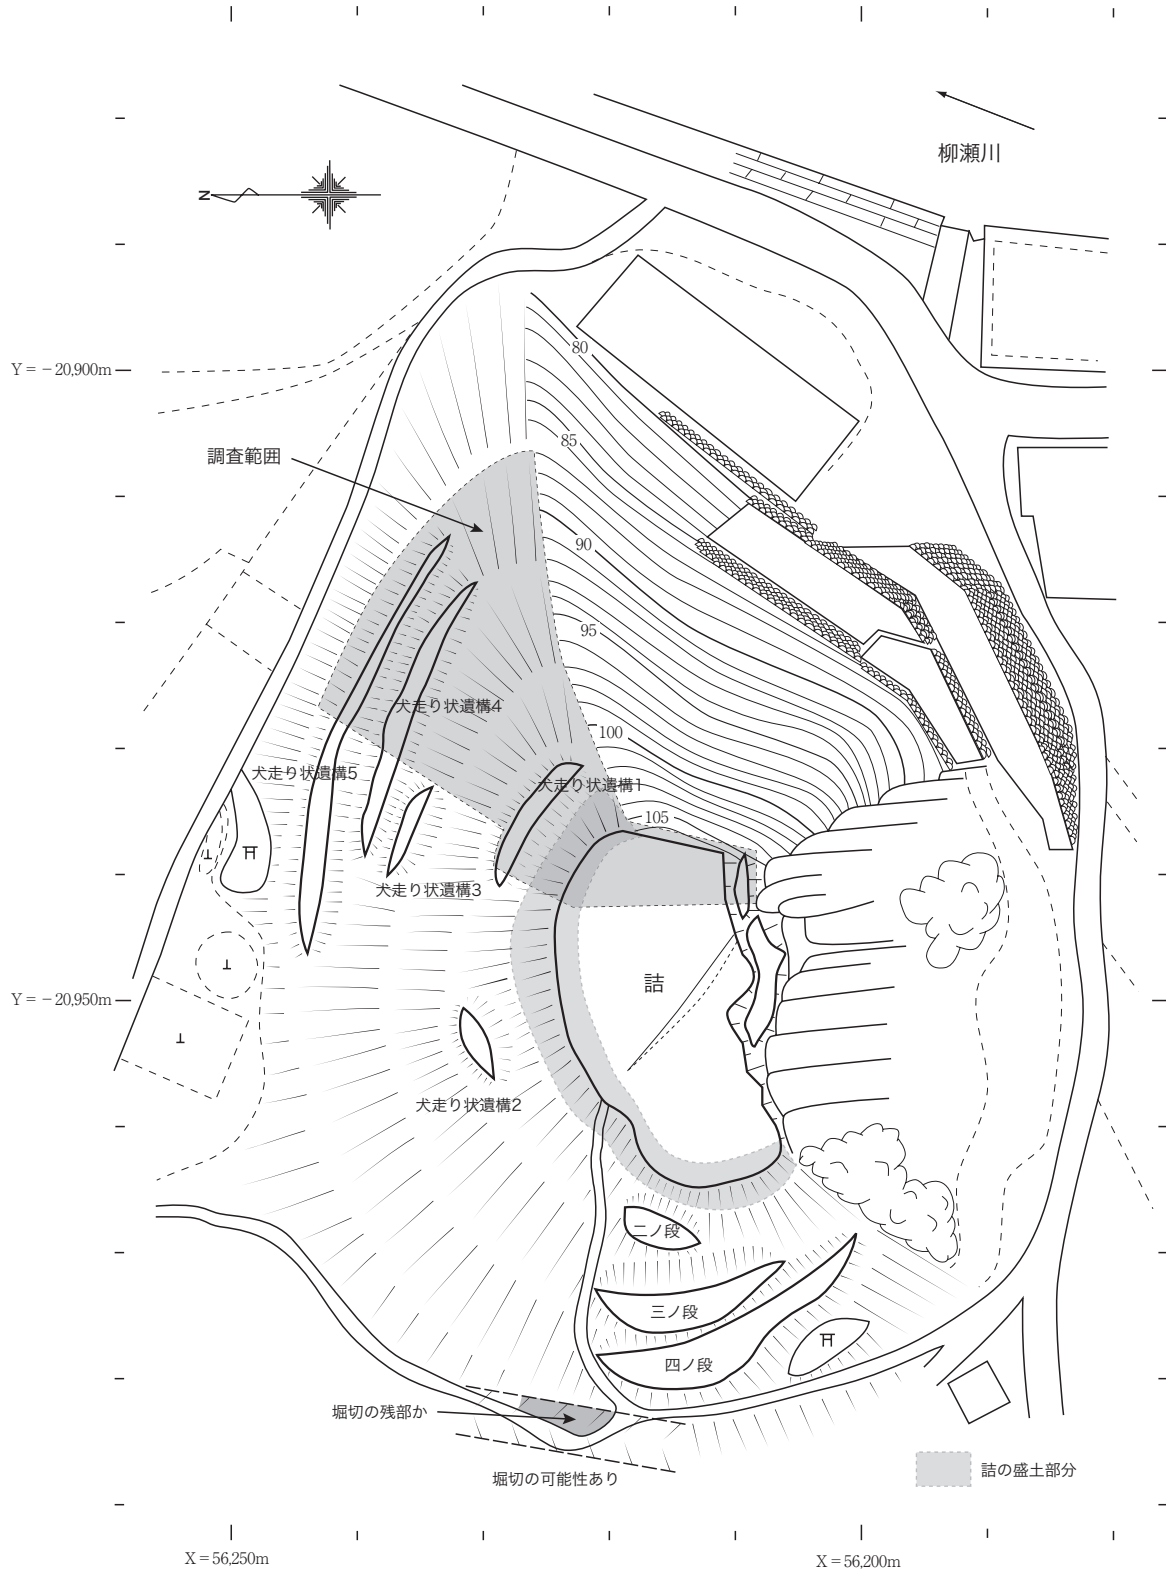 柳瀬川
N
80
Y = −20,900m
85
調査範囲
90
95
犬走り状遺構4
100
犬走り状遺構5
犬走り状遺構1
105
犬走り状遺構3
詰
Y = −20,950m
犬走り状遺構2
二ノ段
三ノ段
四ノ段
堀切の残部か
詰の盛土部分
堀切の可能性あり
X = 56,250m
X = 56,200m